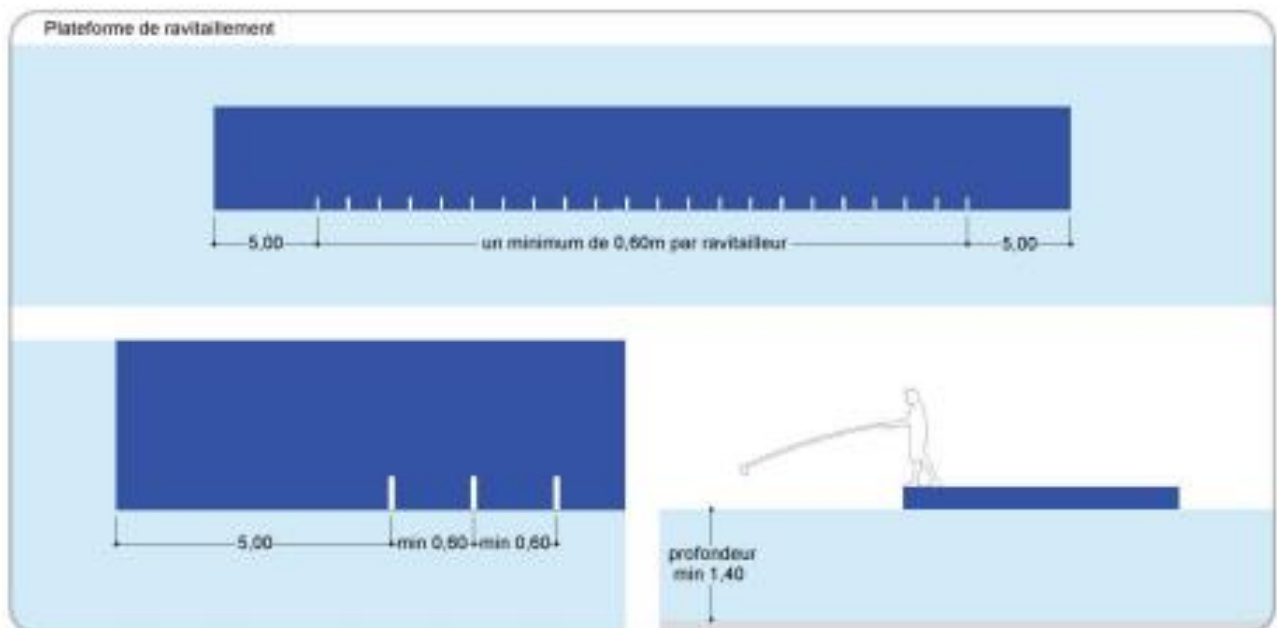 Plateforme de ravitaillement
5,00 un minimum de 0,60m par ravitailleur 5,00
5,00 min 0,60 min 0,60
profondeur
min 1,40